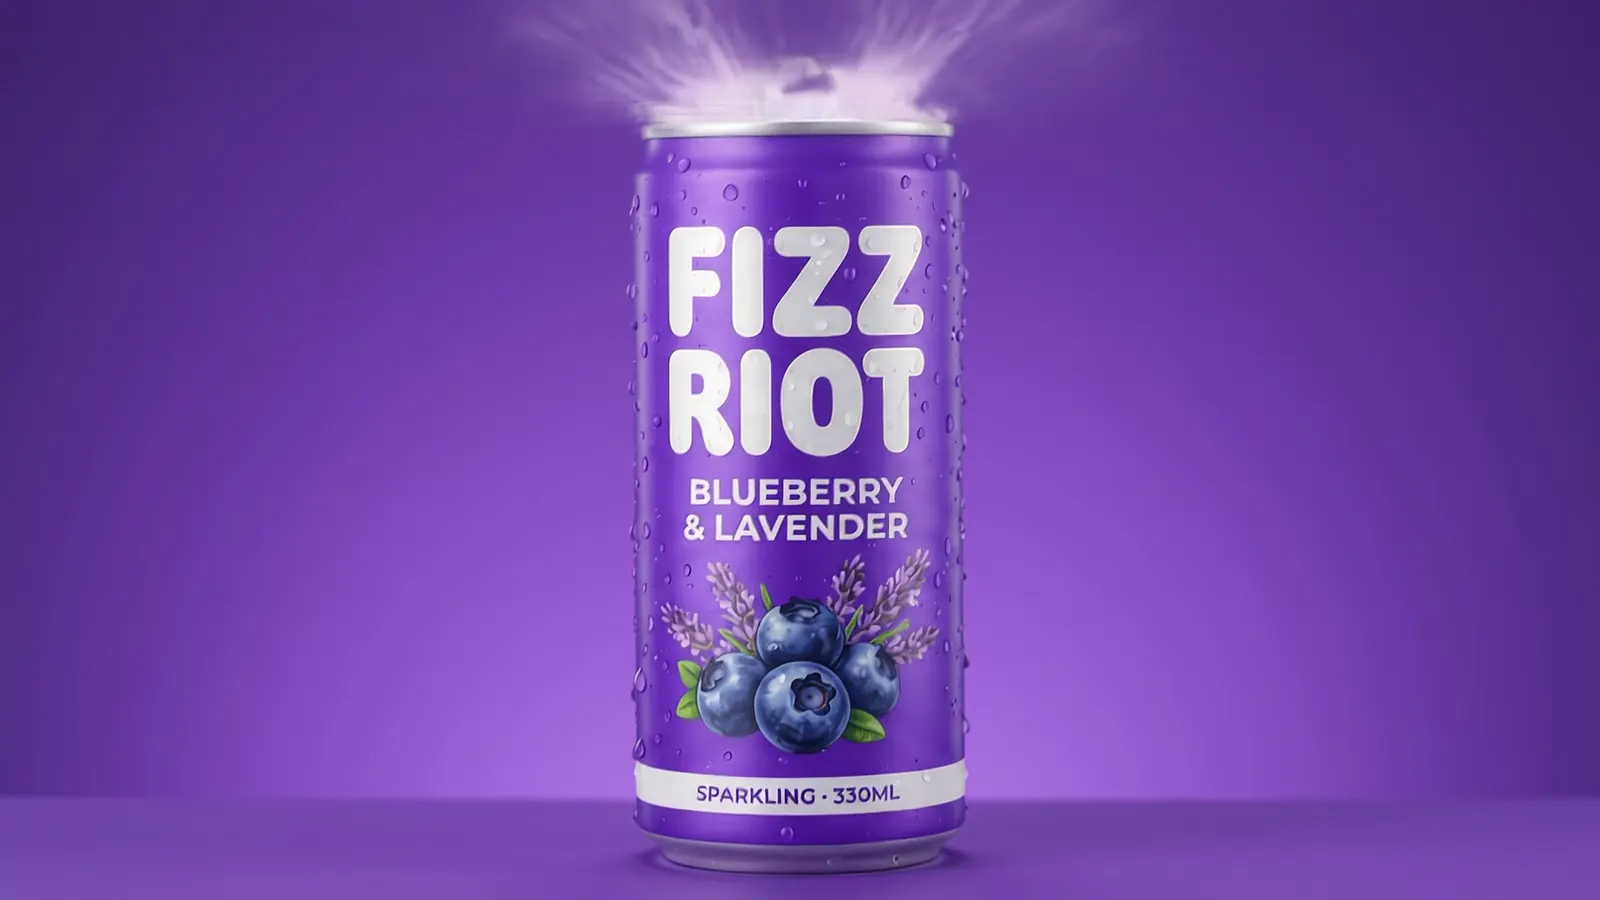 FIZZ
RIOT
BLUEBERRY
& LAVENDER
SPARKLING · 330ML